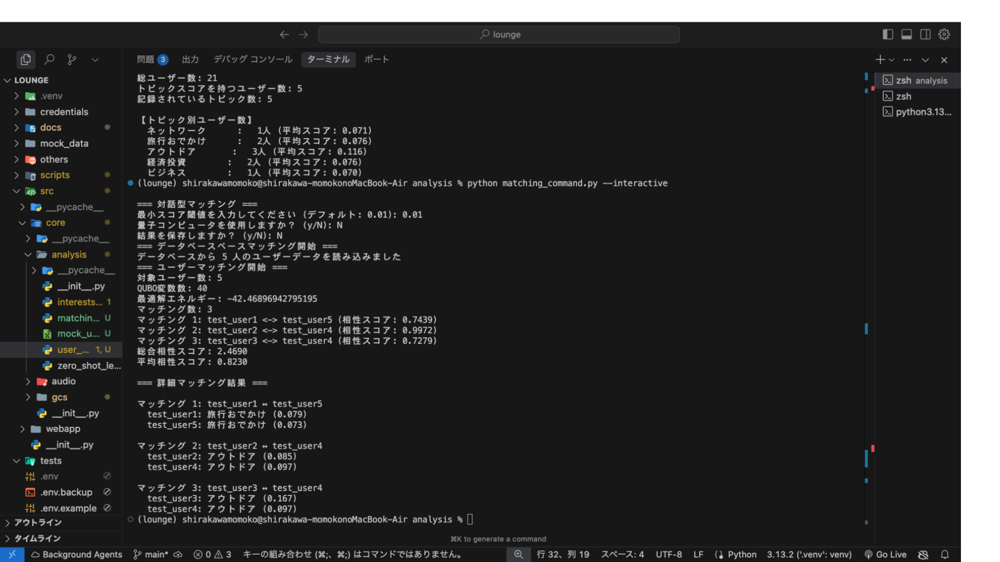 lounge
問題 3 出力 デバッグ コンソール ターミナル ポート
LOUNGE
.venv
credentials
docs
mock_data
others
scripts
src
__pycache__
core
__pycache__
analysis
__pycache__
__init__.py
interests... 1
matchin... U
mock_u... U
user_... 1, U
zero_shot_le...
audio
gcs
__init__.py
webapp
__init__.py
tests
.env
.env.backup
.env.example
アウトライン
タイムライン
総ユーザー数: 21
トピックスコアを持つユーザー数: 5
記録されているトピック数: 5
【トピック別ユーザー数】
ネットワーク : 1人 (平均スコア: 0.071)
旅行おでかけ : 2人 (平均スコア: 0.076)
アウトドア : 3人 (平均スコア: 0.116)
経済投資 : 2人 (平均スコア: 0.076)
ビジネス : 1人 (平均スコア: 0.070)
(lounge) shirakawamomoko@shirakawa-momokonoMacBook-Air analysis % python matching_command.py --interactive
=== 対話型マッチング ===
最小スコア閾値を入力してください (デフォルト: 0.01): 0.01
量子コンピュータを使用しますか? (y/N): N
結果を保存しますか? (y/N): N
=== データベースベースマッチング開始 ===
データベースから 5 人のユーザーデータを読み込みました
=== ユーザーマッチング開始 ===
対象ユーザー数: 5
QUBO変数数: 40
最適解エネルギー: -42.46896942795195
マッチング数: 3
マッチング 1: test_user1 <-> test_user5 (相性スコア: 0.7439)
マッチング 2: test_user2 <-> test_user4 (相性スコア: 0.9972)
マッチング 3: test_user3 <-> test_user4 (相性スコア: 0.7279)
総合相性スコア: 2.4690
平均相性スコア: 0.8230
=== 詳細マッチング結果 ===
マッチング 1: test_user1 ↔ test_user5
test_user1: 旅行おでかけ (0.079)
test_user5: 旅行おでかけ (0.073)
マッチング 2: test_user2 ↔ test_user4
test_user2: アウトドア (0.085)
test_user4: アウトドア (0.097)
マッチング 3: test_user3 ↔ test_user4
test_user3: アウトドア (0.167)
test_user4: アウトドア (0.097)
(lounge) shirakawamomoko@shirakawa-momokonoMacBook-Air analysis %
⌘K to generate a command
zsh analysis
zsh
python3.13...
Background Agents main* 0 3 キーの組み合わせ (⌘;、⌘;) はコマンドではありません。 行 32、列 19 スペース: 4 UTF-8 LF Python 3.13.2 ('.venv': venv) Go Live